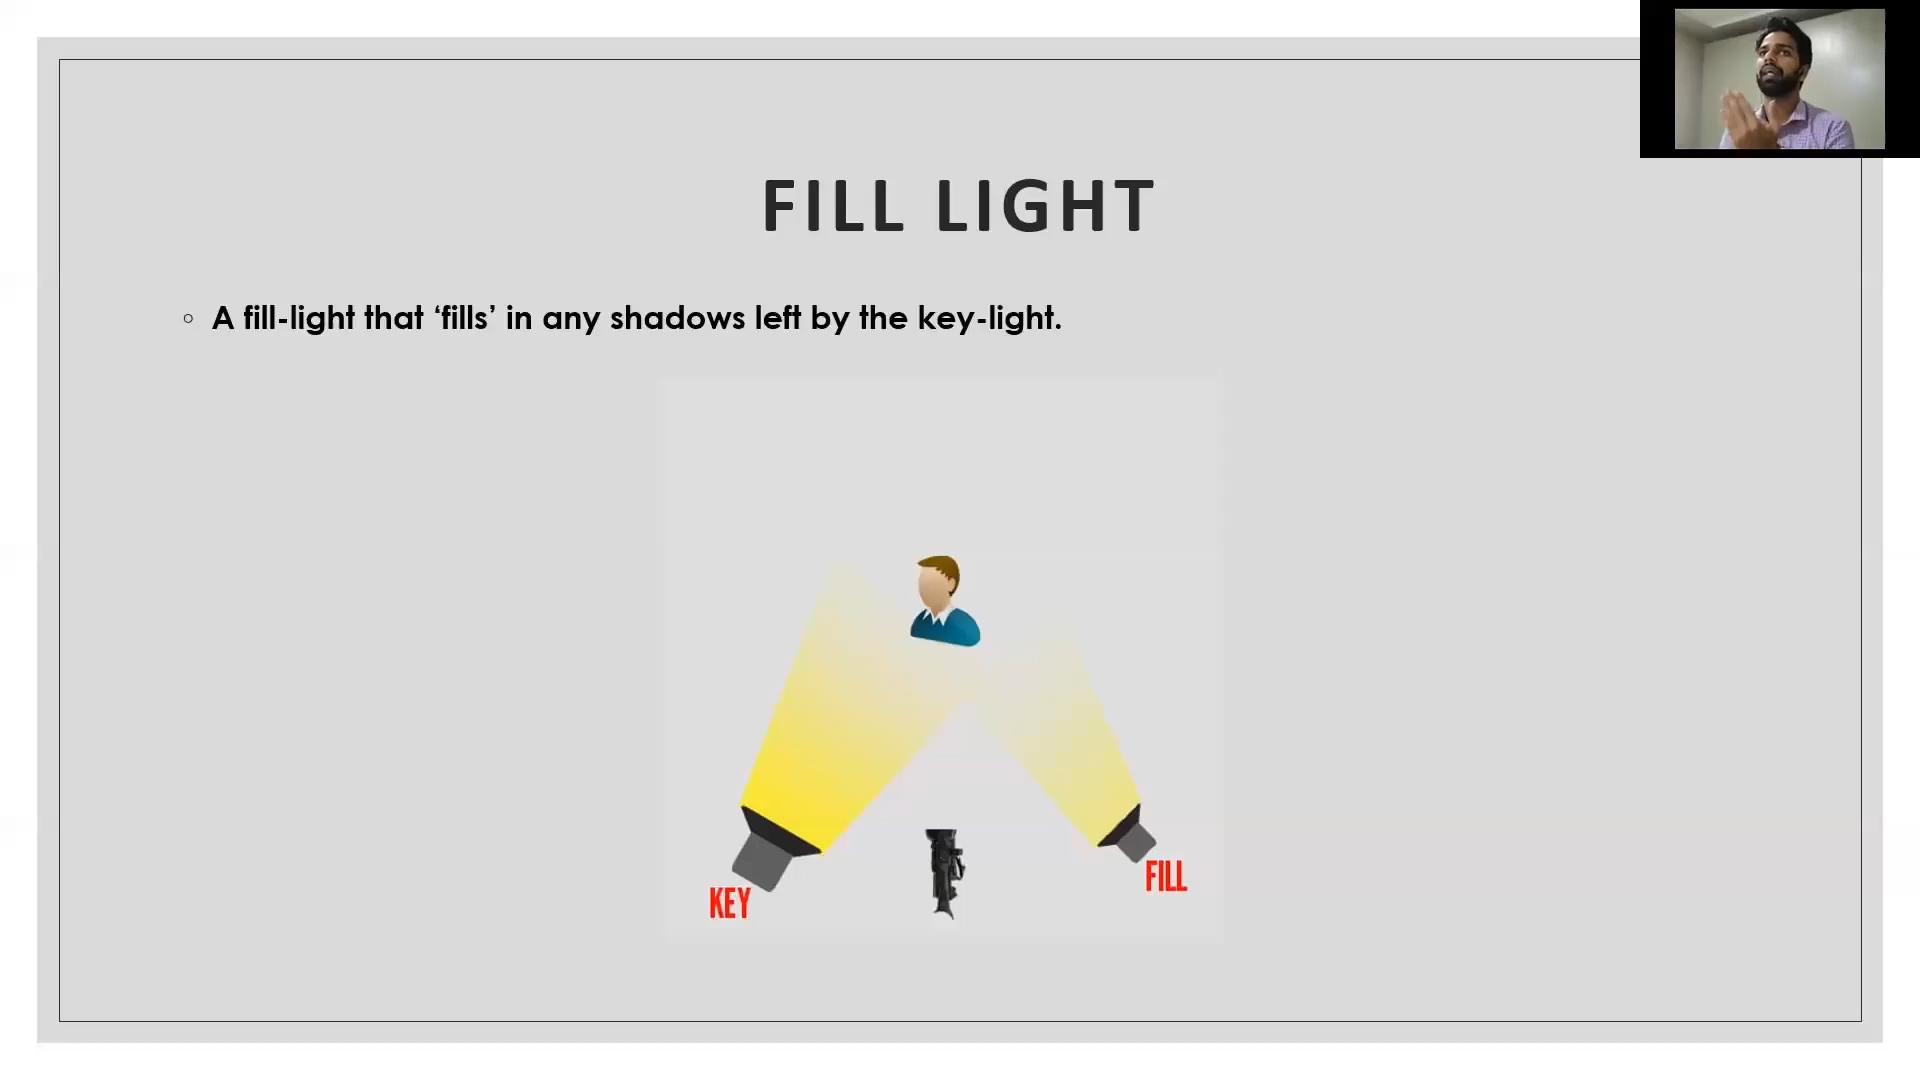 FILL LIGHT
◦ A fill-light that ‘fills’ in any shadows left by the key-light.
FILL
KEY